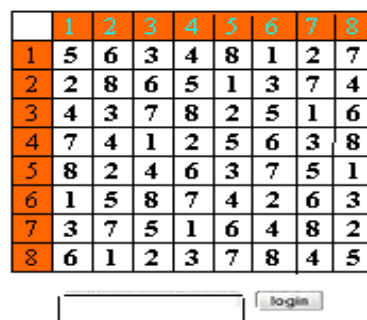 1 2 3 4 5 6 7 8
1 5 6 3 4 8 1 2 7
2 2 8 6 5 1 3 7 4
3 4 3 7 8 2 5 1 6
4 7 4 1 2 5 6 3 8
5 8 2 4 6 3 7 5 1
6 1 5 8 7 4 2 6 3
7 3 7 5 1 6 4 8 2
8 6 1 2 3 7 8 4 5
login